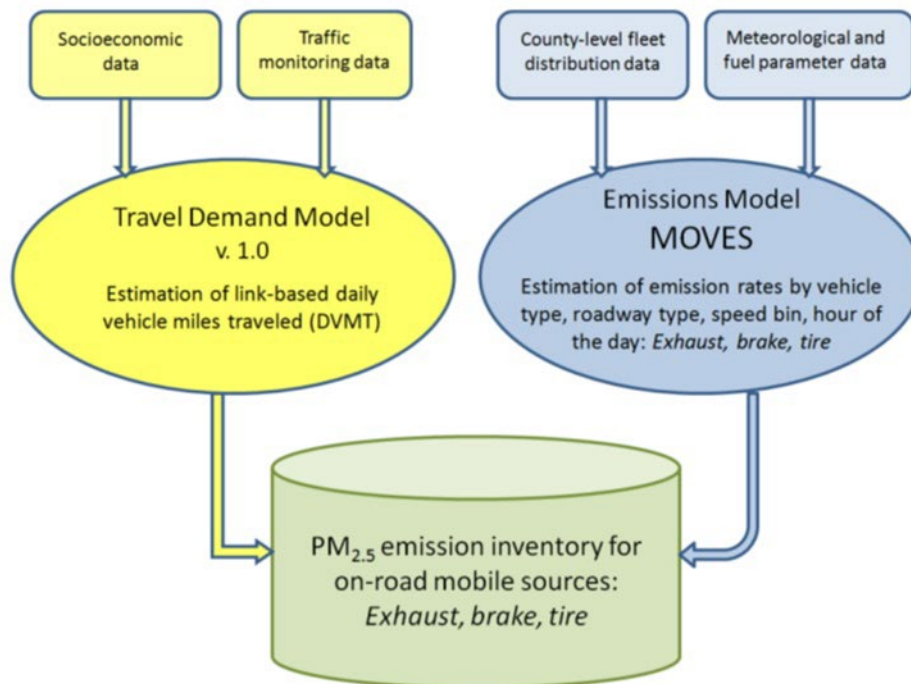 Socioeconomic
data
Traffic
monitoring data
County-level fleet
distribution data
Meteorological and
fuel parameter data
Travel Demand Model
v. 1.0
Estimation of link-based daily
vehicle miles traveled (DVMT)
Emissions Model
MOVES
Estimation of emission rates by vehicle
type, roadway type, speed bin, hour of
the day: Exhaust, brake, tire
PM2.5 emission inventory for
on-road mobile sources:
Exhaust, brake, tire